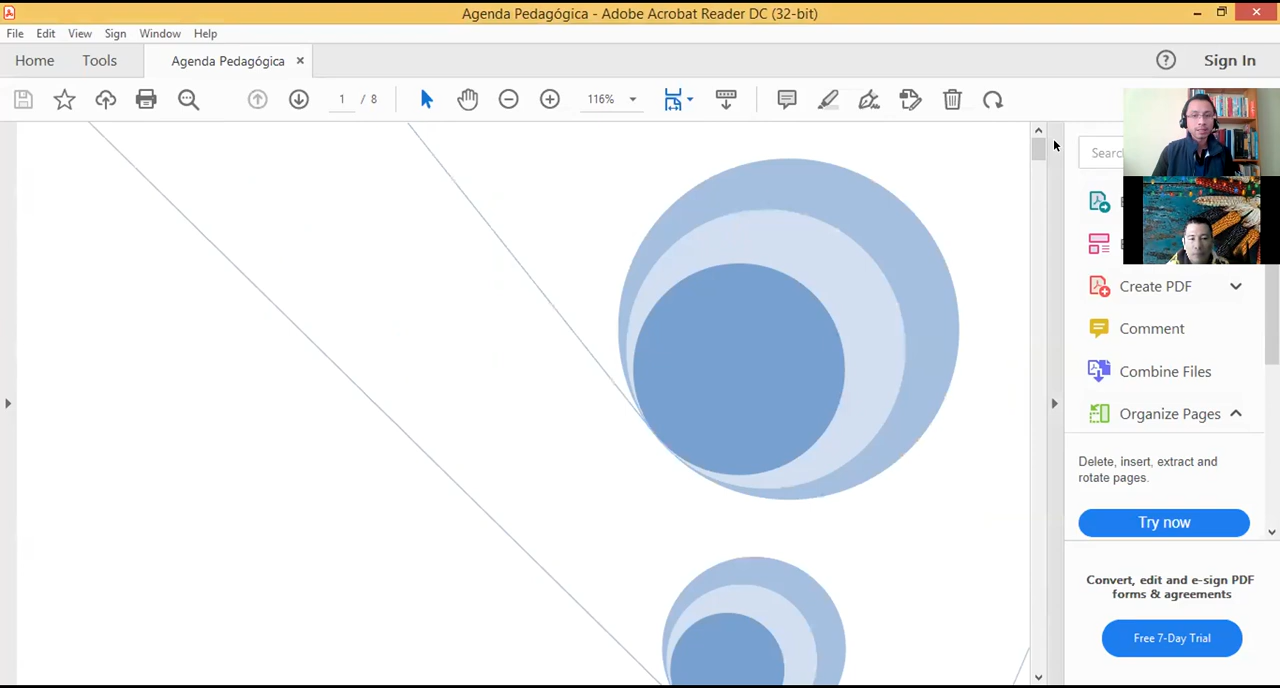 Agenda Pedagógica - Adobe Acrobat Reader DC (32-bit)
File Edit View Sign Window Help
Home Tools Agenda Pedagógica × Sign In
1 / 8 116%
Search
Create PDF
Comment
Combine Files
Organize Pages
Delete, insert, extract and
rotate pages.
Try now
Convert, edit and e-sign PDF
forms & agreements
Free 7-Day Trial